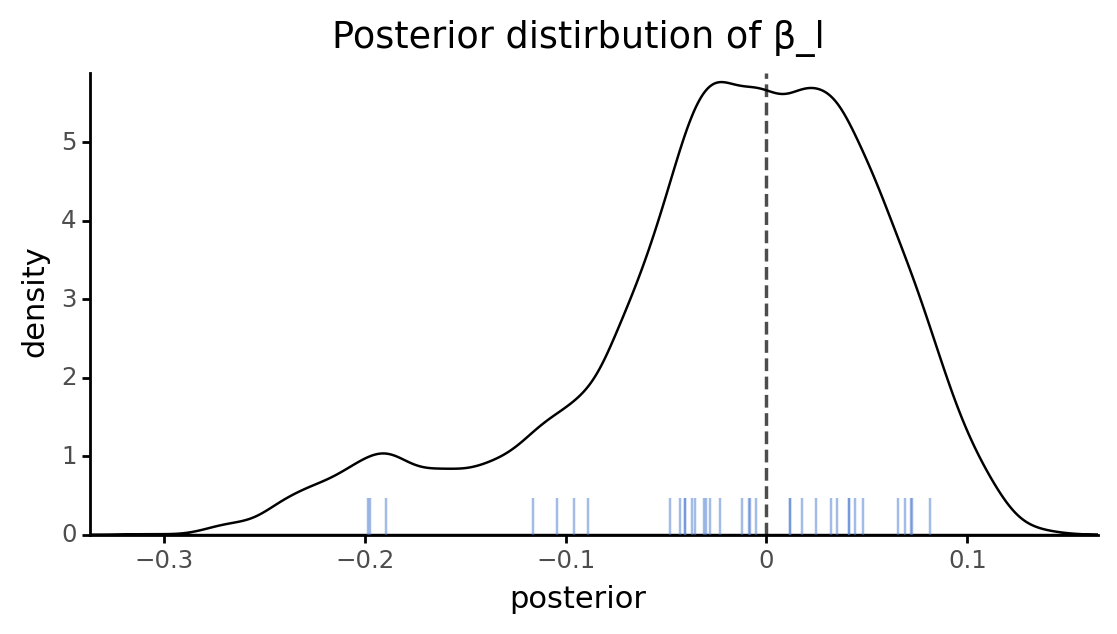 Posterior distirbution of β_l
density
5
4
3
2
1
0
−0.3 −0.2 −0.1 0 0.1
posterior